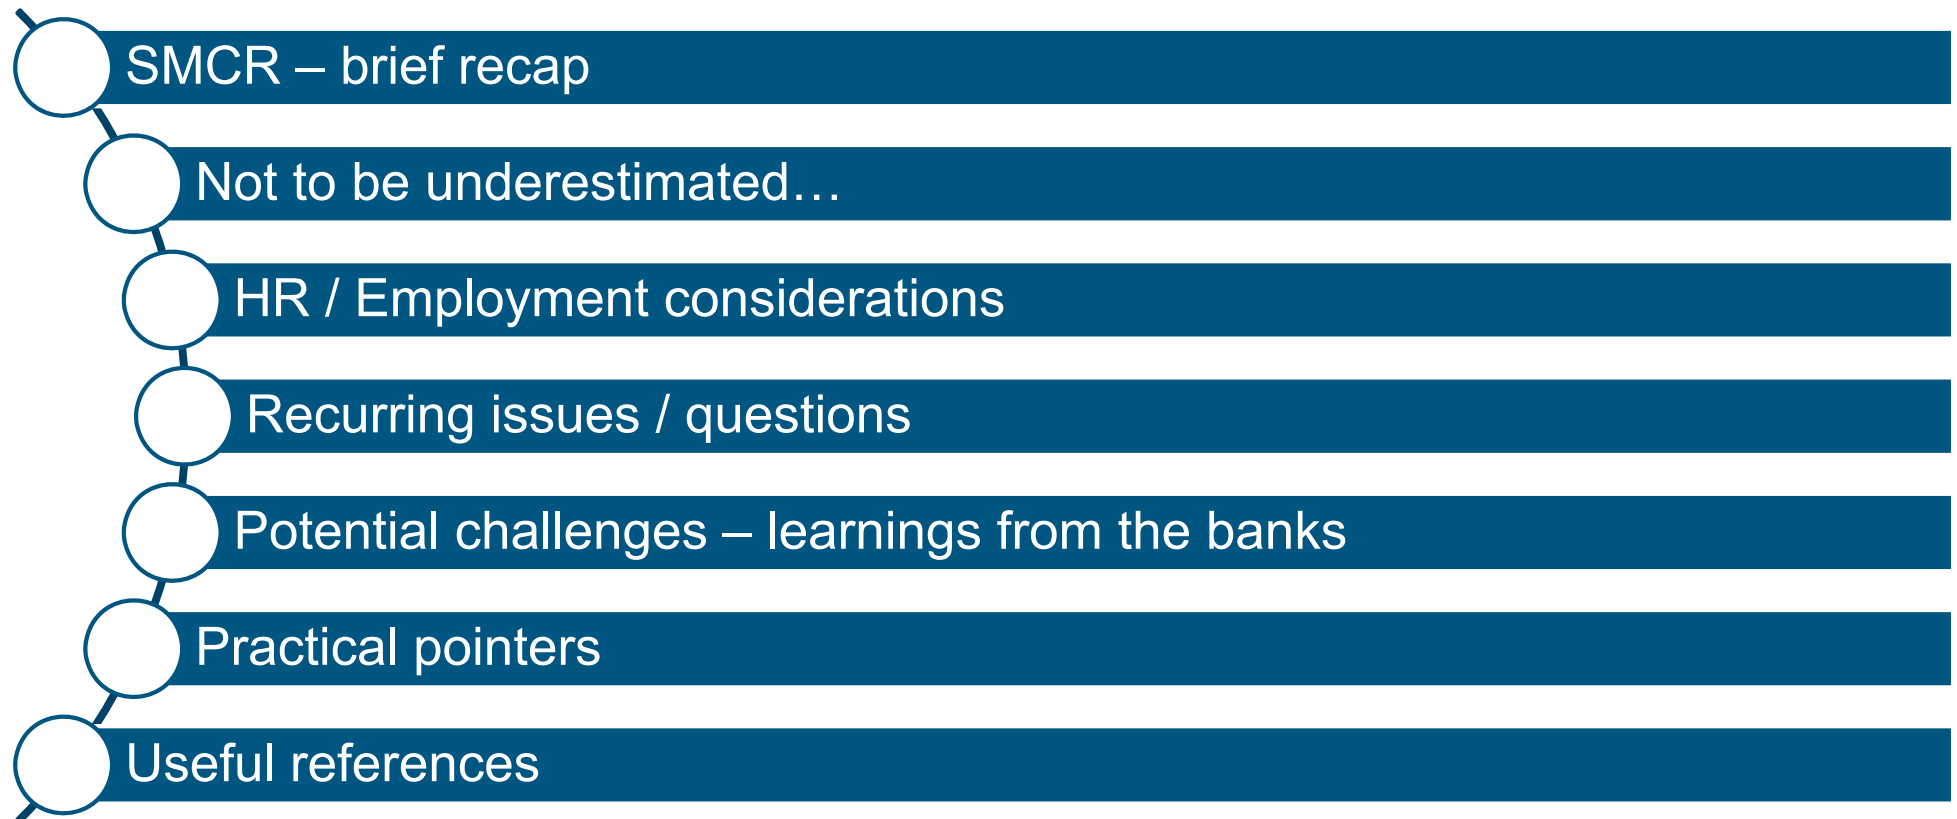 SMCR – brief recap
Not to be underestimated…
HR / Employment considerations
Recurring issues / questions
Potential challenges – learnings from the banks
Practical pointers
Useful references